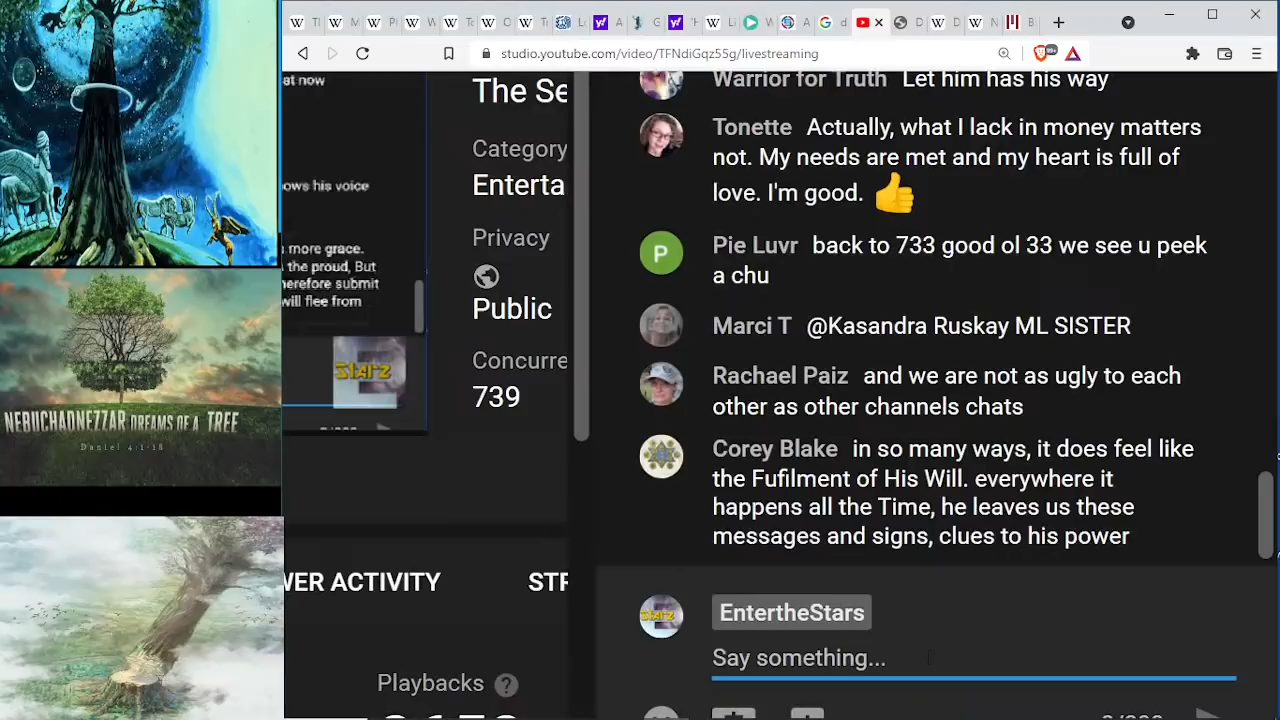 studio.youtube.com/video/TFNdiGqz55g/livestreaming
99+
at now
ows his voice
more grace.
the proud, But
herefore submit
will flee from
Starz
The Se
Category
Enterta
Privacy
Public
Concurre
739
WER ACTIVITY
STR
Playbacks ?
NEBUCHADNEZZAR DREAMS OF A TREE
Daniel 4:1-18
Warrior for Truth Let him has his way
Tonette Actually, what I lack in money matters
not. My needs are met and my heart is full of
love. I'm good. 👍
P
Pie Luvr back to 733 good ol 33 we see u peek
a chu
Marci T @Kasandra Ruskay ML SISTER
Rachael Paiz and we are not as ugly to each
other as other channels chats
Corey Blake in so many ways, it does feel like
the Fufilment of His Will. everywhere it
happens all the Time, he leaves us these
messages and signs, clues to his power
Starz
EntertheStars
Say something...